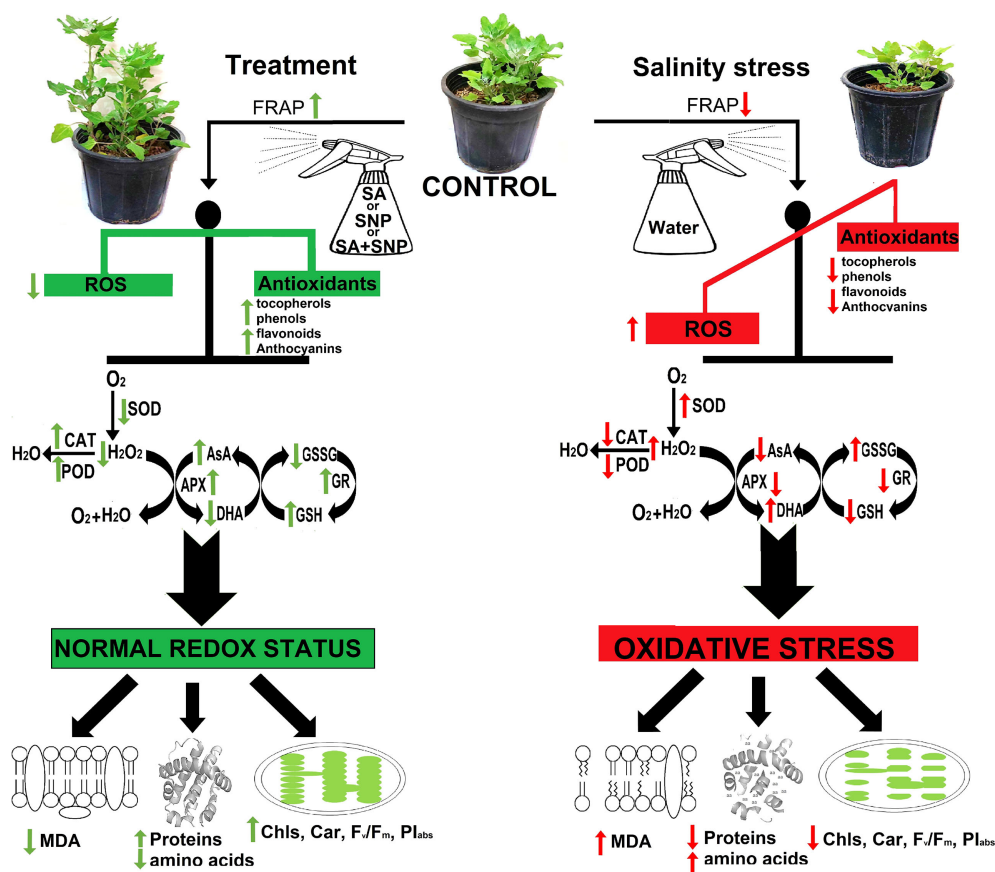 Treatment
FRAP
SA
or
SNP
or
SA+SNP
CONTROL
Salinity stress
FRAP
Water
ROS
Antioxidants
tocopherols
phenols
flavonoids
Anthocyanins
Antioxidants
tocopherols
phenols
flavonoids
Anthocvanins
ROS
O₂
SOD
CAT
H₂O
H₂O₂
POD
AsA
GSSG
APX
GR
O₂+H₂O
DHA
GSH
O₂
SOD
CAT
H₂O
H₂O₂
POD
AsA
GSSG
APX
GR
O₂+H₂O
DHA
GSH
NORMAL REDOX STATUS
OXIDATIVE STRESS
MDA
Proteins
amino acids
Chls, Car, Fᵥ/Fₘ, PIabs
MDA
Proteins
amino acids
Chls, Car, Fᵥ/Fₘ, PIabs